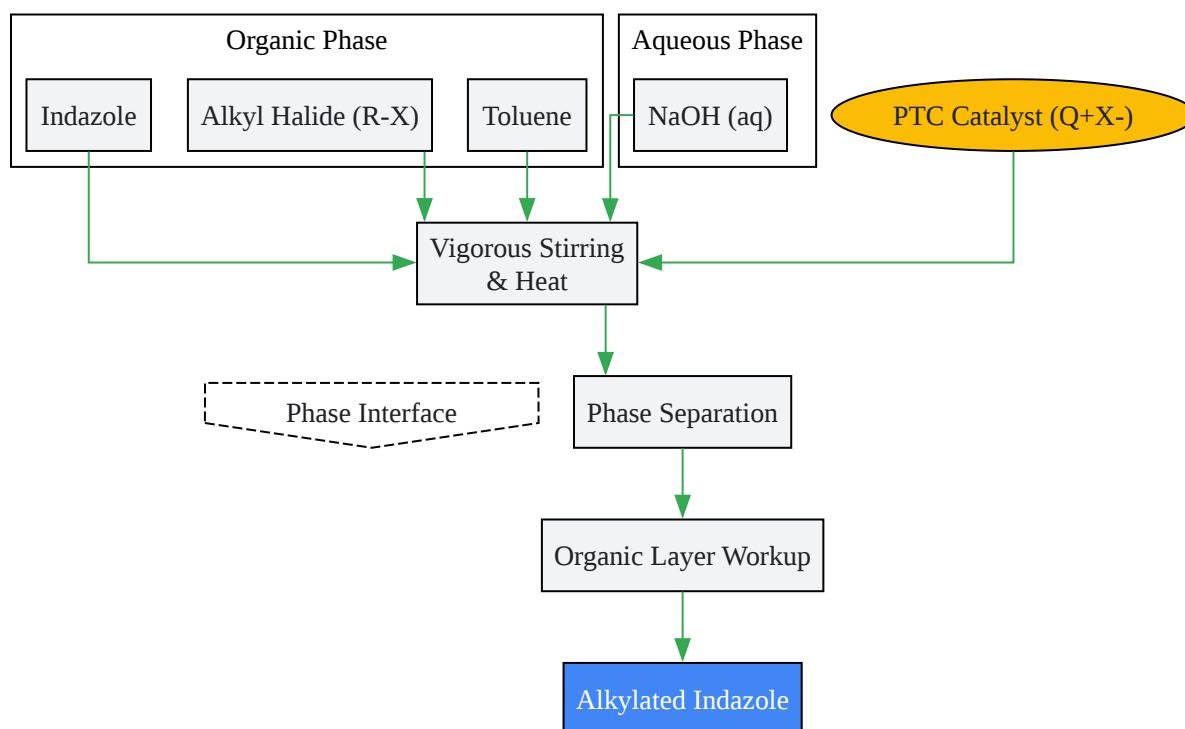 Organic Phase
Aqueous Phase
Indazole
Alkyl Halide (R-X)
Toluene
NaOH (aq)
PTC Catalyst (Q+X-)
Vigorous Stirring
& Heat
Phase Interface
Phase Separation
Organic Layer Workup
Alkylated Indazole